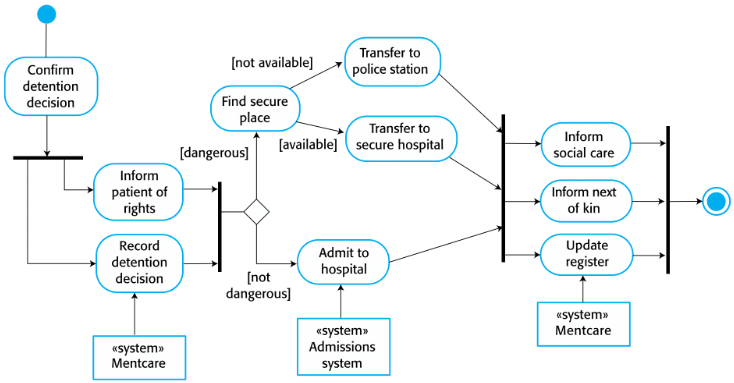 Confirm
detention
decision
Inform
patient of
rights
Record
detention
decision
«system»
Mentcare
[dangerous]
[not
dangerous]
Find secure
place
[not available]
[available]
Transfer to
police station
Transfer to
secure hospital
Admit to
hospital
«system»
Admissions
system
Inform
social care
Inform next
of kin
Update
register
«system»
Mentcare